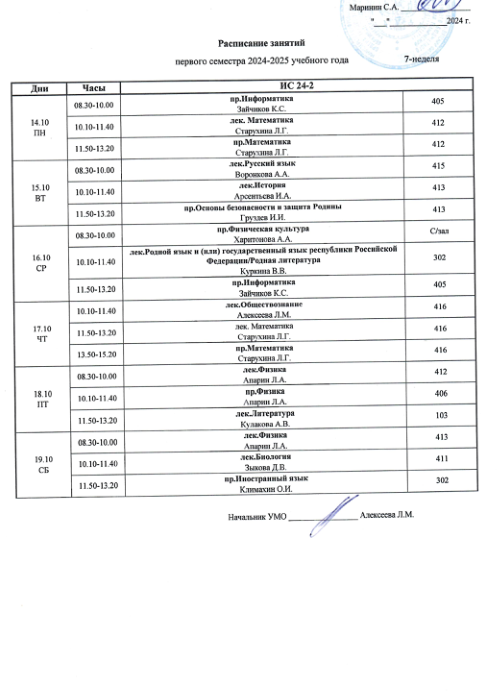 Маринин С.А.
"___"______________2024 г.
Расписание занятий
первого семестра 2024-2025 учебного года 7-неделя
Дни Часы ИС 24-2
14.10 ПН
08.30-10.00 пр.Информатика Зайчиков К.С. 405
10.10-11.40 лек. Математика Старухина Л.Г. 412
11.50-13.20 пр.Математика Старухина Л.Г. 412
15.10 ВТ
08.30-10.00 лек.Русский язык Воронкова А.А. 415
10.10-11.40 лек.История Арсентьева И.А. 413
11.50-13.20 пр.Основы безопасности и защита Родины Груздев И.И. 413
16.10 СР
08.30-10.00 пр.Физическая культура Харитонова А.А. С/зал
10.10-11.40 лек.Родной язык и (или) государственный язык республики Российской
Федерации/Родная литература
Куркина В.В. 302
11.50-13.20 пр.Информатика Зайчиков К.С. 405
17.10 ЧТ
10.10-11.40 лек.Обществознание Алексеева Л.М. 416
11.50-13.20 лек. Математика Старухина Л.Г. 416
13.50-15.20 пр.Математика Старухина Л.Г. 416
18.10 ПТ
08.30-10.00 лек.Физика Апарин Л.А. 412
10.10-11.40 пр.Физика Апарин Л.А. 406
11.50-13.20 лек.Литература Кулакова А.В. 103
19.10 СБ
08.30-10.00 лек.Физика Апарин Л.А. 413
10.10-11.40 лек.Биология Зыкова Д.В. 411
11.50-13.20 пр.Иностранный язык Климахин О.И. 302
Начальник УМО ______________ Алексеева Л.М.